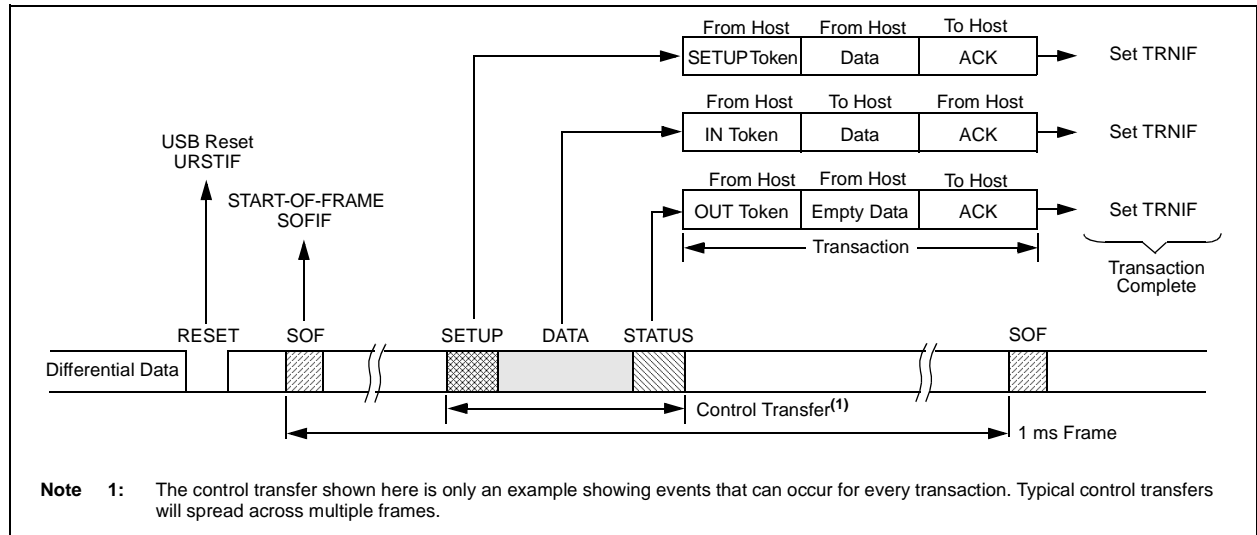 From Host From Host To Host
SETUP Token Data ACK Set TRNIF
From Host To Host From Host
IN Token Data ACK Set TRNIF
USB Reset
URSTIF
From Host From Host To Host
START-OF-FRAME
SOFIF
OUT Token Empty Data ACK Set TRNIF
Transaction
Transaction
Complete
RESET SOF SETUP DATA STATUS SOF
Differential Data
Control Transfer(1)
1 ms Frame
Note 1: The control transfer shown here is only an example showing events that can occur for every transaction. Typical control transfers
will spread across multiple frames.